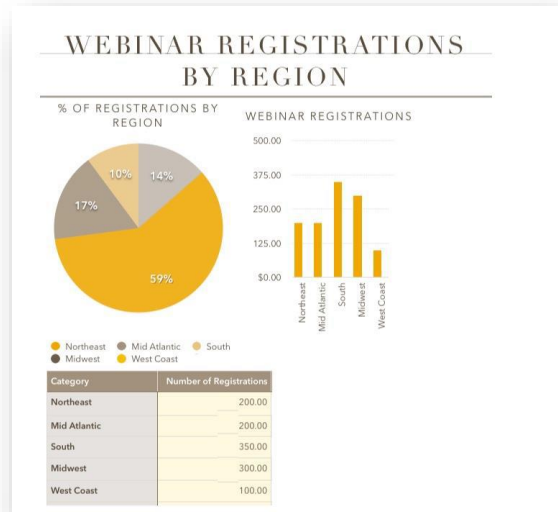 WEBINAR REGISTRATIONS
BY REGION
% OF REGISTRATIONS BY
REGION
10%
14%
17%
59%
Northeast Mid Atlantic South
Midwest West Coast
WEBINAR REGISTRATIONS
500.00
375.00
250.00
125.00
$0.00
Northeast
Mid Atlantic
South
Midwest
West Coast
Category Number of Registrations
Northeast 200.00
Mid Atlantic 200.00
South 350.00
Midwest 300.00
West Coast 100.00